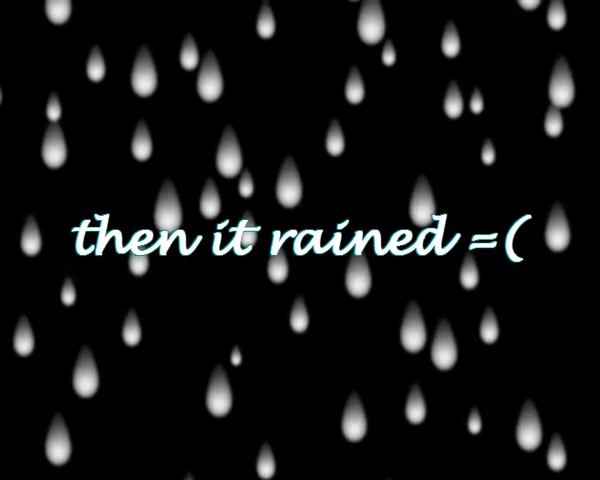 then it rained =(